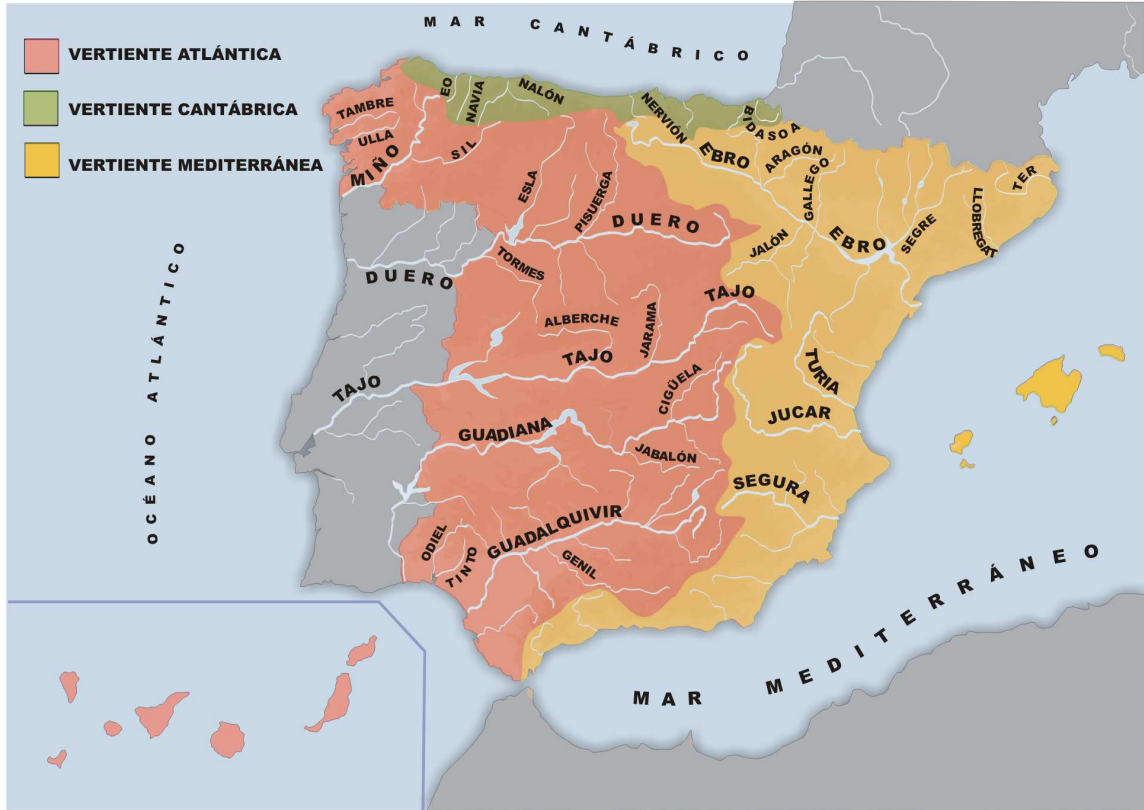 MAR CANTÁBRICO
VERTIENTE ATLÁNTICA
VERTIENTE CANTÁBRICA
VERTIENTE MEDITERRÁNEA
OCÉANO ATLÁNTICO
TAMBRE
ULLA
MIÑO
SIL
EO
NAVIA
NALÓN
NERVIÓN
BIDASOA
EBRO
ARAGÓN
GALLEGO
EBRO
SEGRE
LLOBREGAT
TER
JALÓN
ESLA
PISUERGA
DUERO
DUERO
TORMES
ALBERCHE
JARAMA
TAJO
TAJO
TAJO
CIGÜELA
TURIA
JUCAR
GUADIANA
JABALÓN
SEGURA
ODIEL
TINTO
GUADALQUIVIR
GENIL
MAR MEDITERRÁNEO